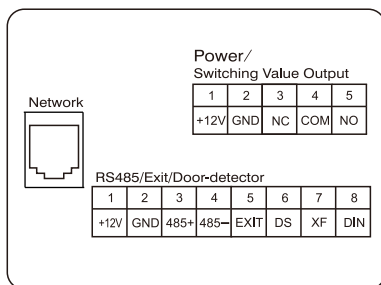 Power/
Switching Value Output
1 2 3 4 5
+12V GND NC COM NO
Network
RS485/Exit/Door-detector
1 2 3 4 5 6 7 8
+12V GND 485+ 485− EXIT DS XF DIN